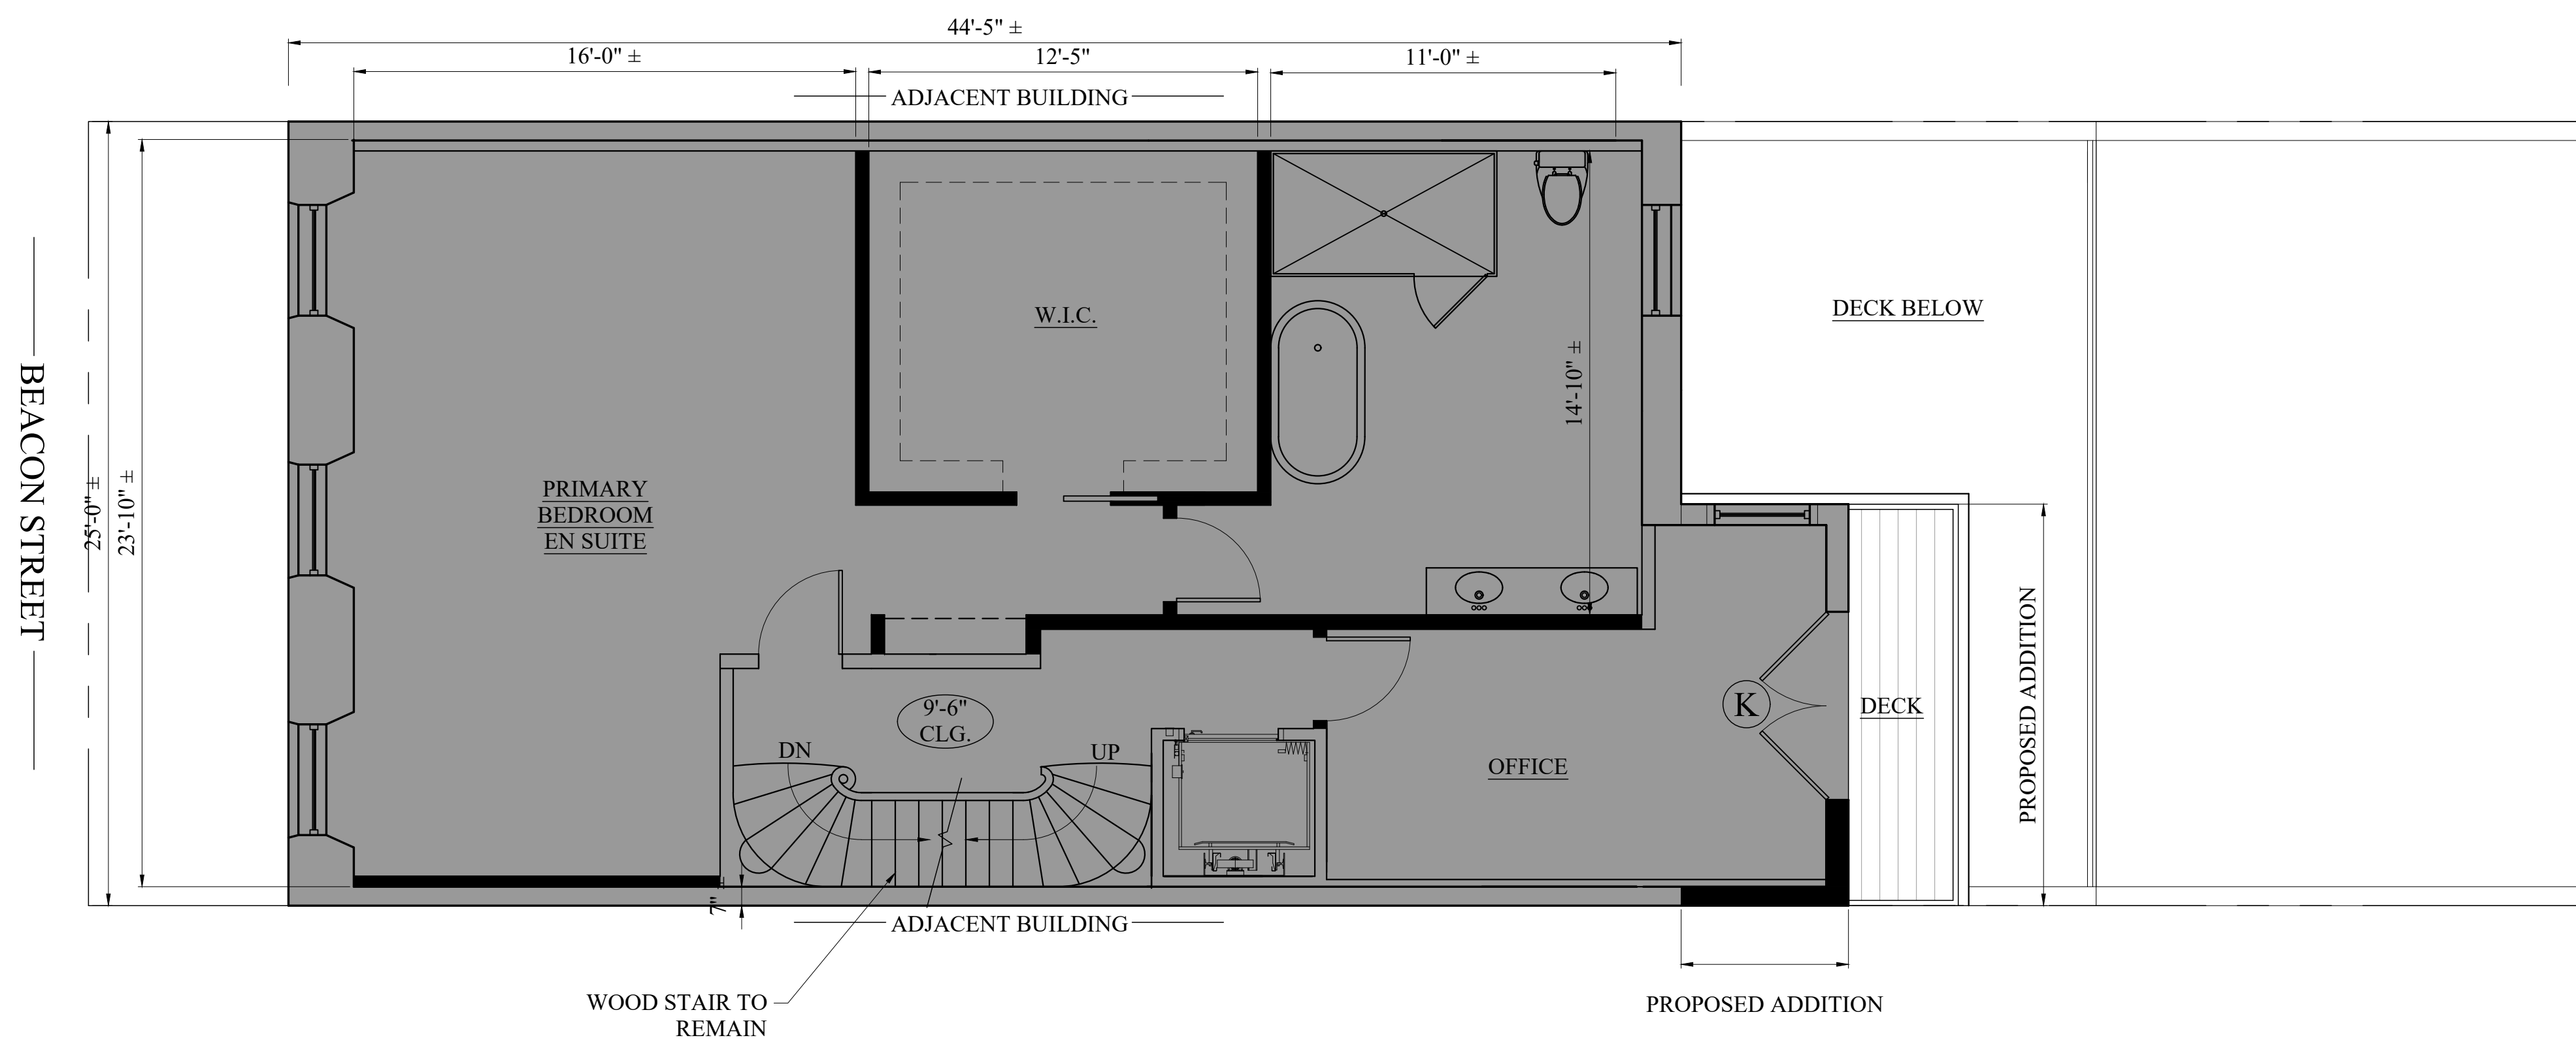 44'-5" ±
16'-0" ±
12'-5"
11'-0" ±
ADJACENT BUILDING
BEACON STREET
25'-0" ±
23'-10" ±
W.I.C.
14'-10" ±
DECK BELOW
PRIMARY
BEDROOM
EN SUITE
9'-6"
CLG.
DN
UP
OFFICE
K
DECK
PROPOSED ADDITION
7" ±
ADJACENT BUILDING
WOOD STAIR TO
REMAIN
PROPOSED ADDITION